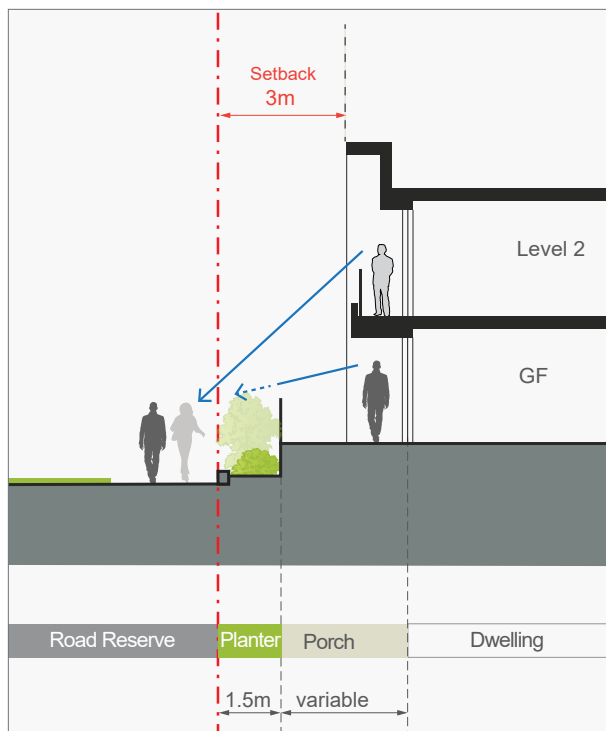 Setback
3m
Level 2
GF
Road Reserve
Planter
Porch
Dwelling
1.5m
variable